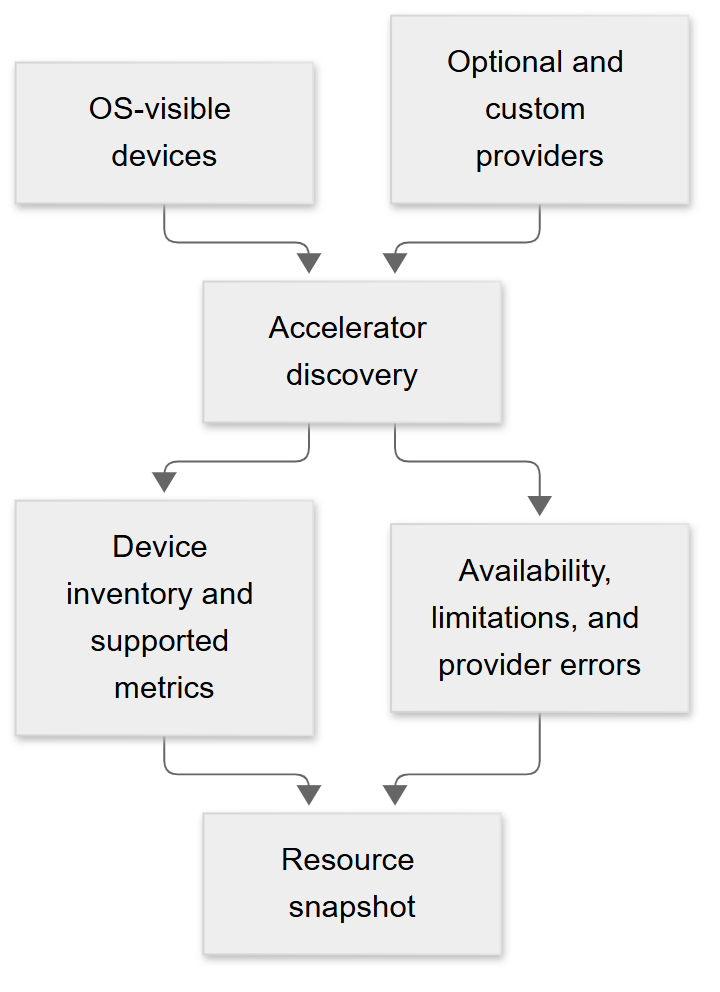 OS-visible
devices
Optional and
custom
providers
Accelerator
discovery
Device
inventory and
supported
metrics
Availability,
limitations, and
provider errors
Resource
snapshot